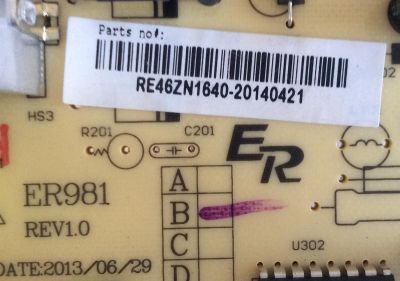 Parts no#:
RE46ZN1640-20140421
HS3
R201
C201
ER
ER981
REV1.0
A
B
C
D
U302
DATE:2013/06/29